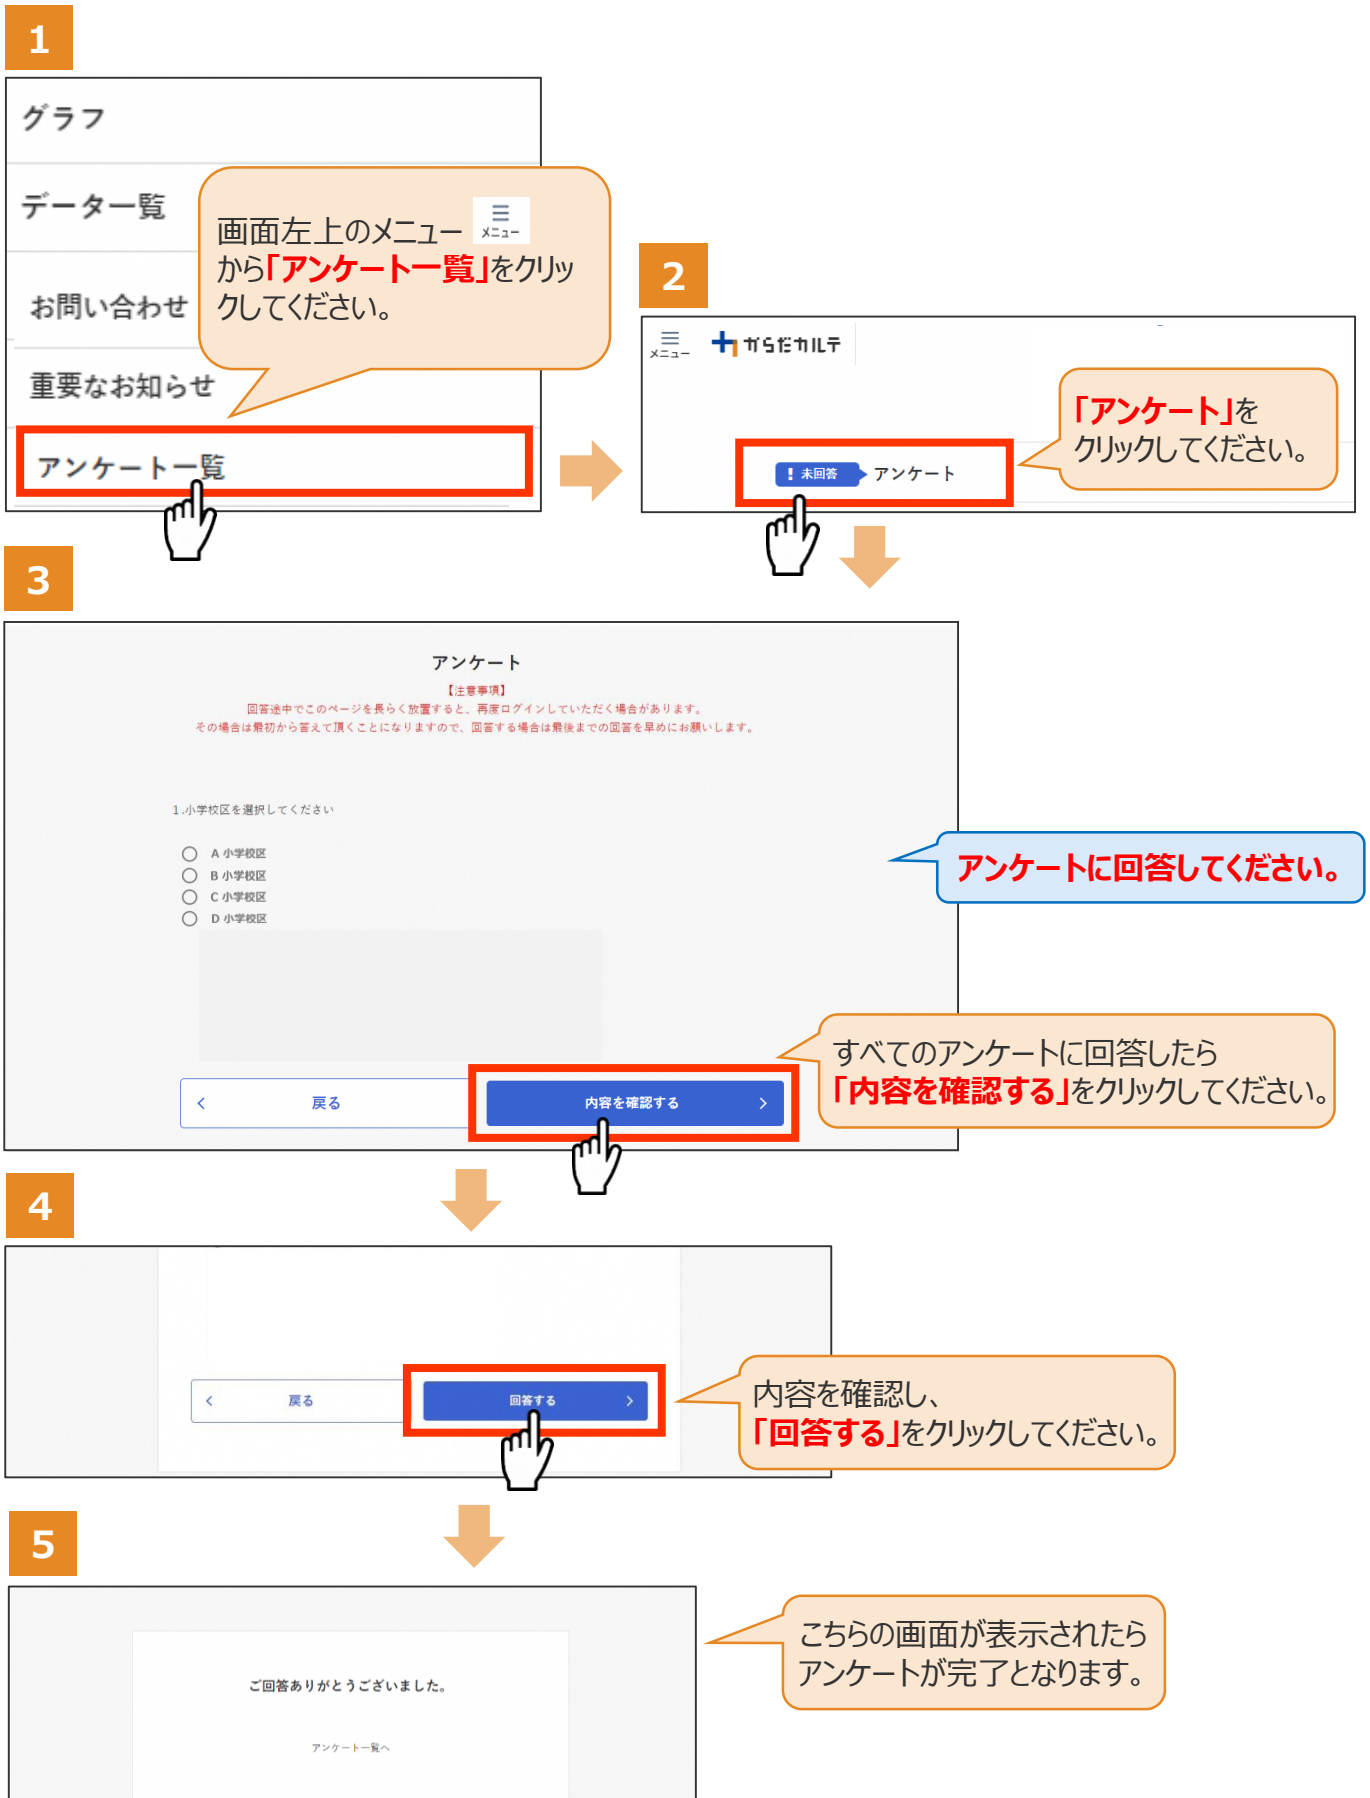 1
グラフ
データ一覧
お問い合わせ
重要なお知らせ
アンケート一覧
画面左上のメニュー メニュー
から「アンケート一覧」をクリッ
クしてください。
2
メニュー からだカルテ
! 未回答 アンケート
「アンケート」を
クリックしてください。
3
アンケート
【注意事項】
回答途中でこのページを長らく放置すると、再度ログインしていただく場合があります。
その場合は最初から答えて頂くことになりますので、回答する場合は最後までの回答を早めにお願いします。
1.小学校区を選択してください
A 小学校区
B 小学校区
C 小学校区
D 小学校区
アンケートに回答してください。
戻る
内容を確認する
すべてのアンケートに回答したら
「内容を確認する」をクリックしてください。
4
戻る
回答する
内容を確認し、
「回答する」をクリックしてください。
5
ご回答ありがとうございました。
アンケート一覧へ
こちらの画面が表示されたら
アンケートが完了となります。